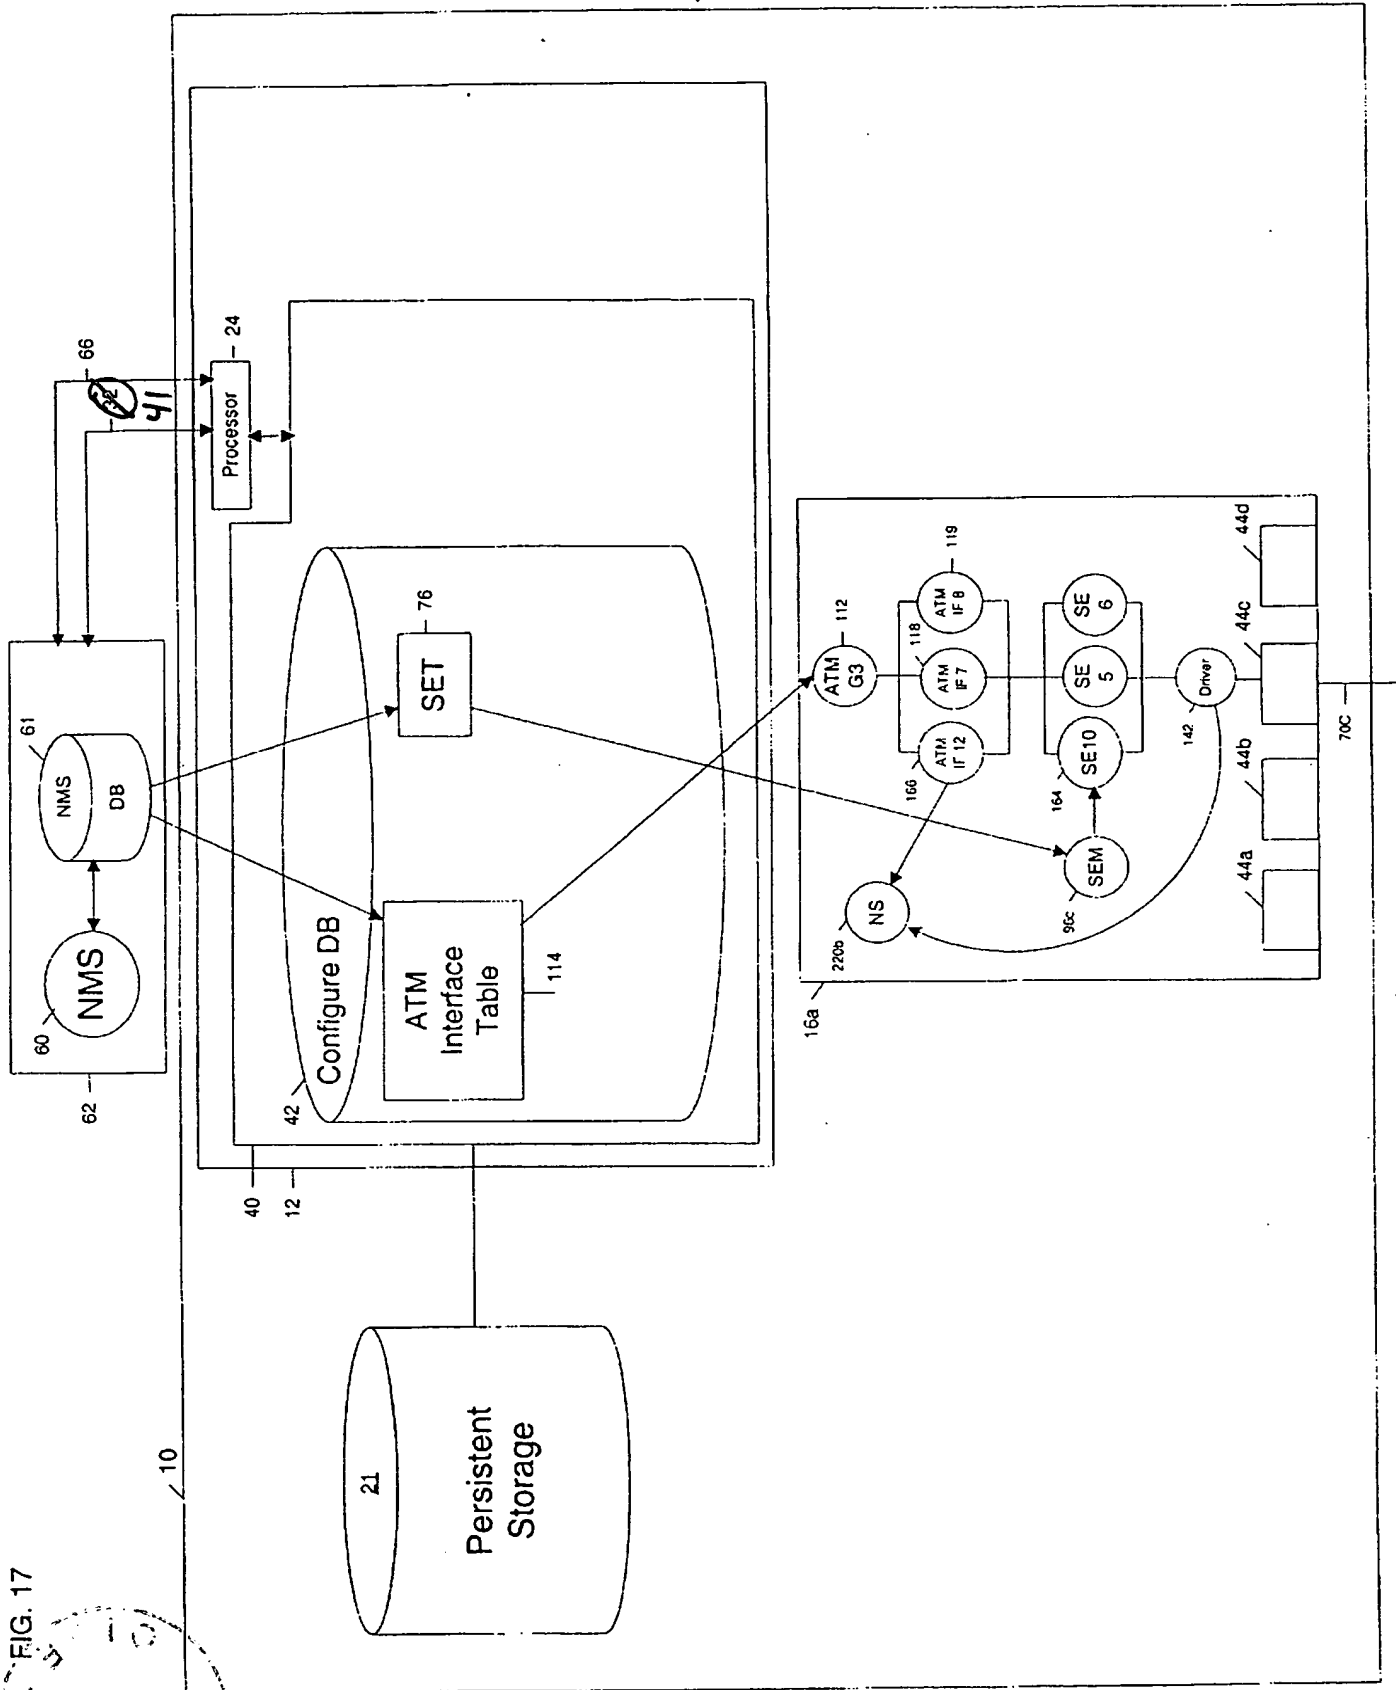 FIG. 17
10
62
60
NMS
61
NMS
DB
66
32
41
Processor
24
40
12
42
Configure DB
ATM
Interface
Table
114
SET
76
21
Persistent
Storage
16a
ATM
G3
112
ATM
IF 12
166
ATM
IF 7
118
ATM
IF 8
119
NS
220b
SEM
96c
SE10
164
SE
5
SE
6
Driver
142
44a
44b
44c
44d
70C